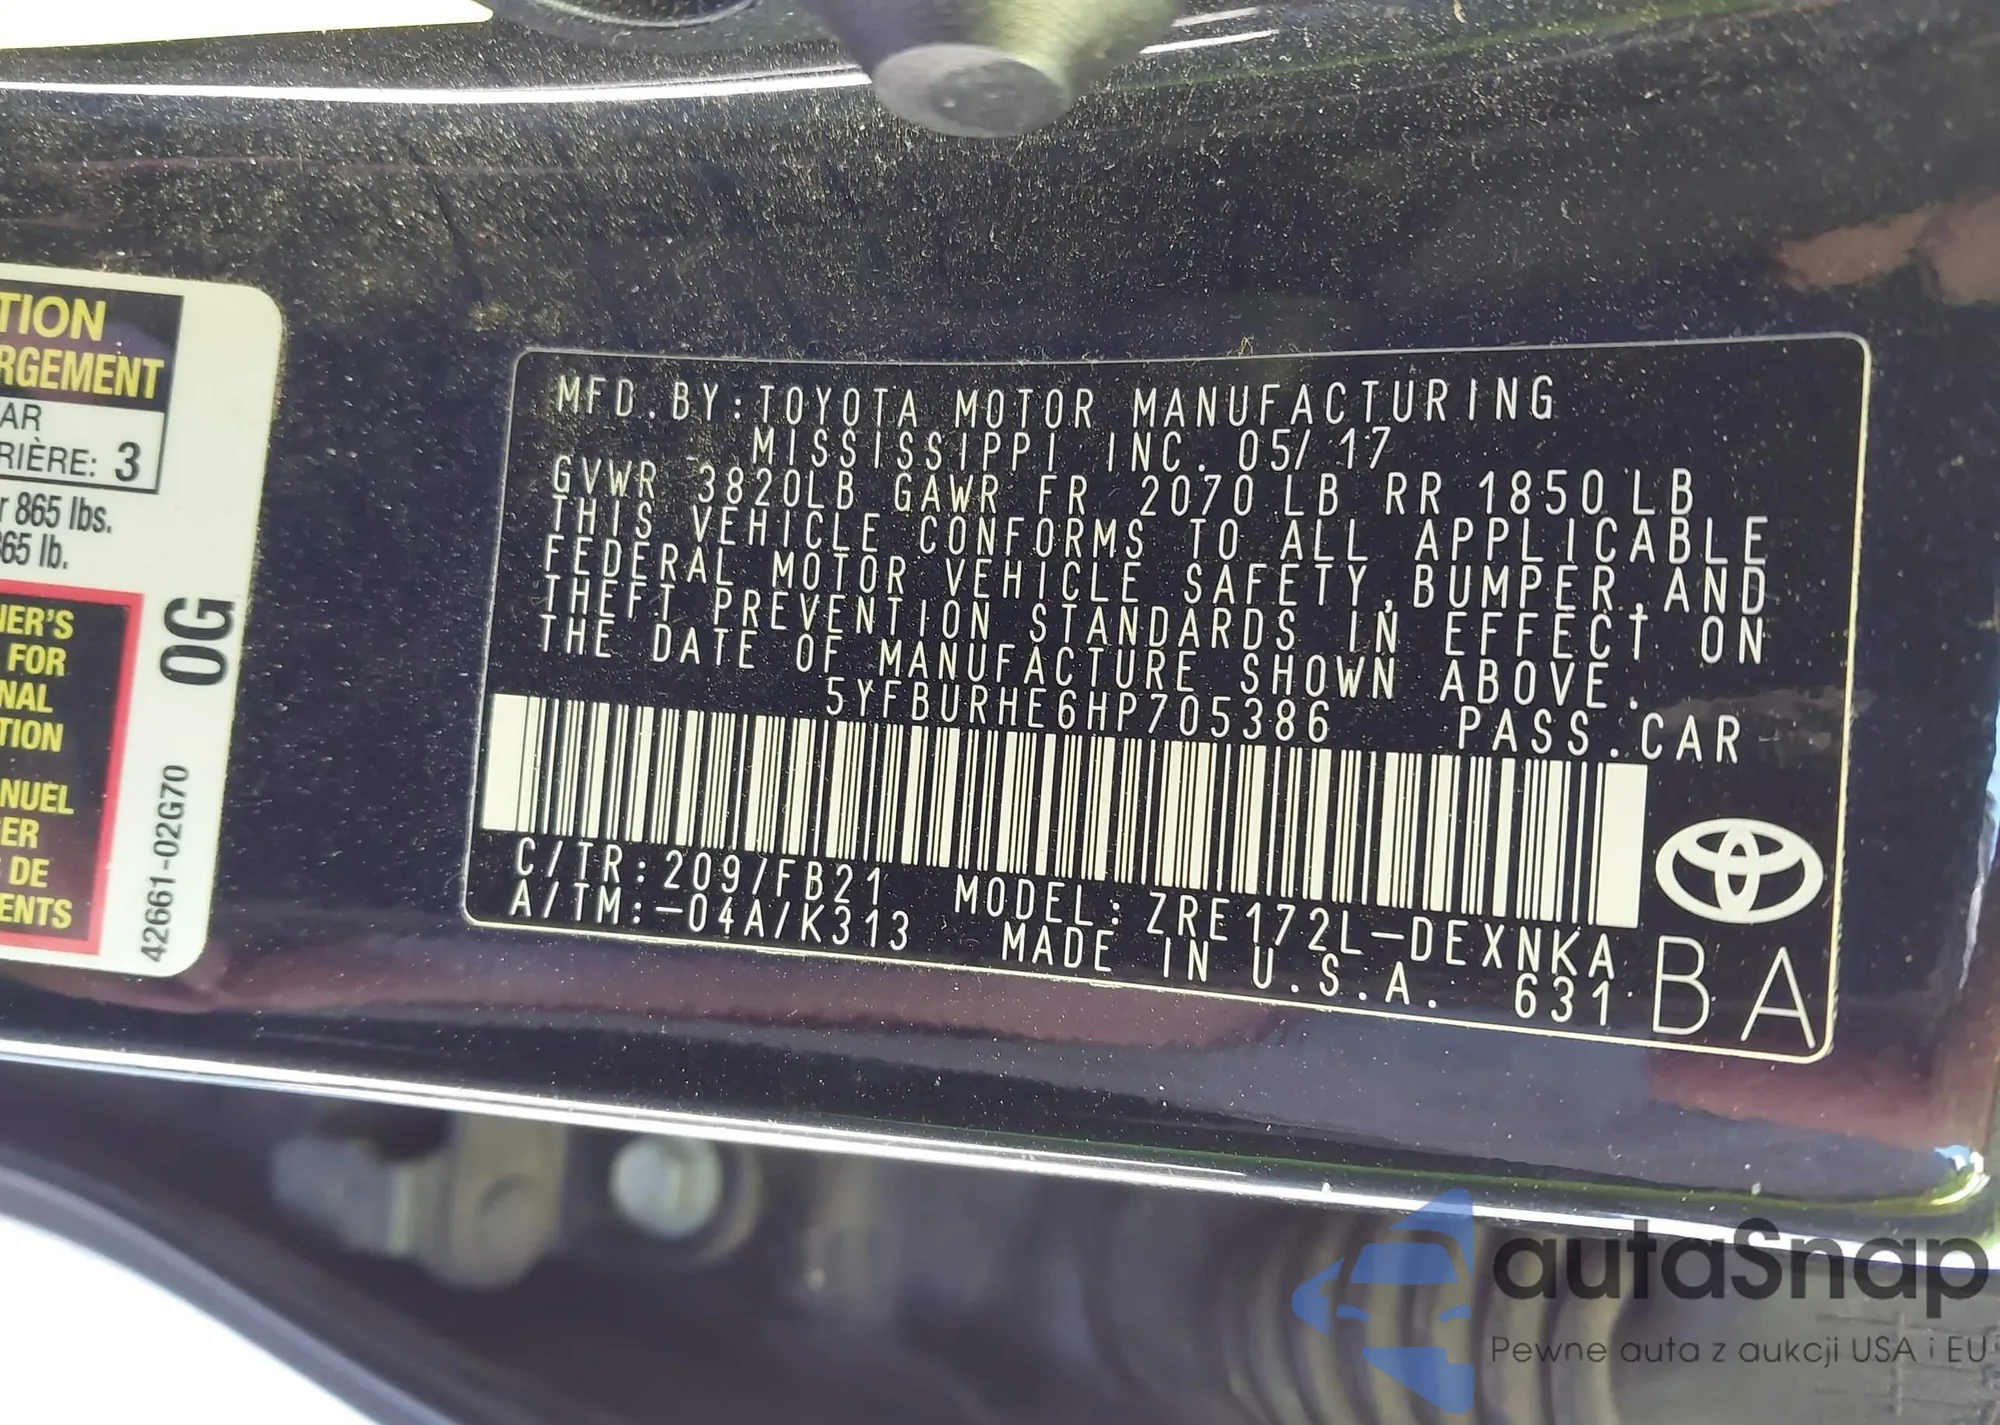 TION
RGEMENT
AR
RIÈRE: 3
r 865 lbs.
65 lb.
NER'S
FOR
NAL
TION
NUEL
ER
DE
ENTS
0G
42661-02G70
MFD.BY:TOYOTA MOTOR MANUFACTURING
MISSISSIPPI INC. 05/17
GVWR 3820LB GAWR FR 2070LB RR 1850LB
THIS VEHICLE CONFORMS TO ALL APPLICABLE
FEDERAL MOTOR VEHICLE SAFETY,BUMPER,AND
THEFT PREVENTION STANDARDS IN EFFECT ON
THE DATE OF MANUFACTURE SHOWN ABOVE.
5YFBURHE6HP705386 PASS.CAR
C/TR:209/FB21 MODEL:ZRE172L-DEXNKA
A/TM:-04A/K313 MADE IN U.S.A. 631
BA
autaSnap
Pewne auta z aukcji USA i EU